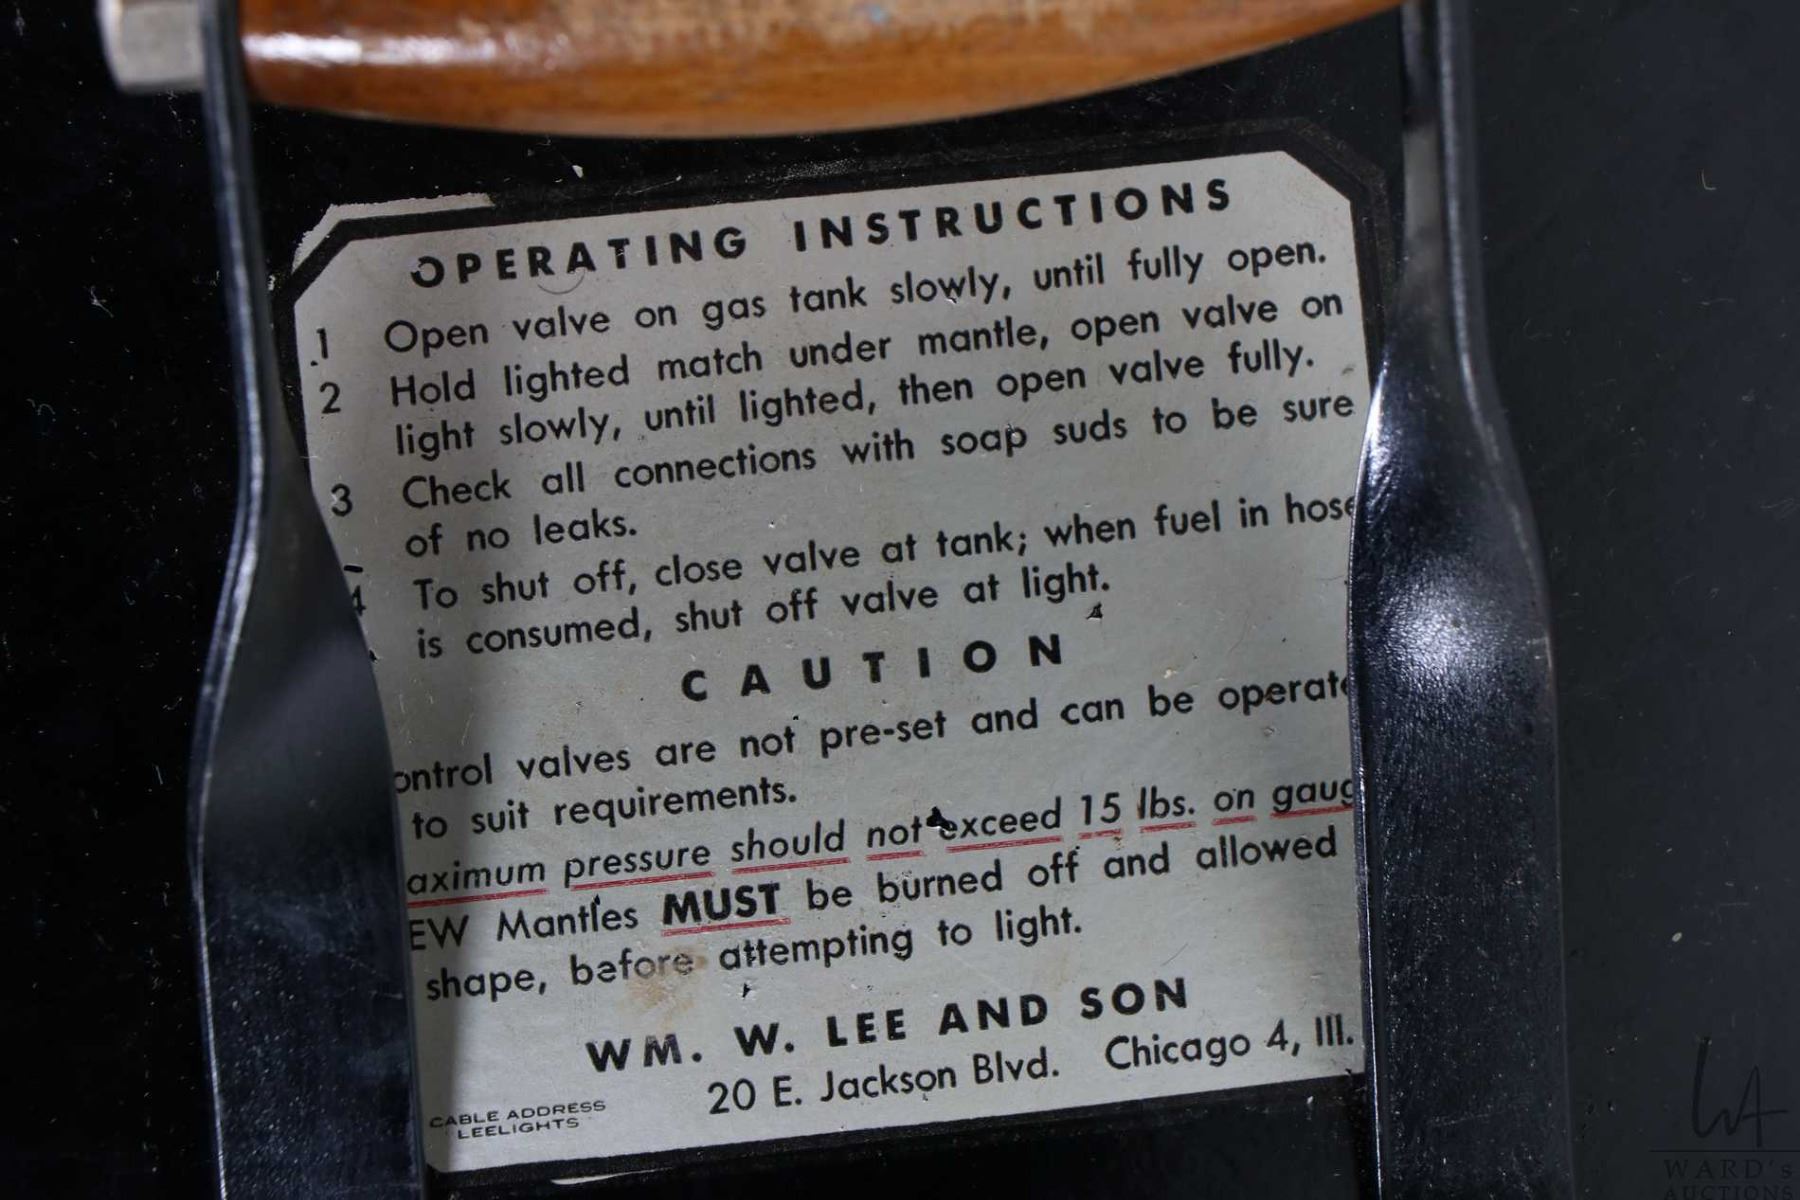 OPERATING INSTRUCTIONS
1 Open valve on gas tank slowly, until fully open.
2 Hold lighted match under mantle, open valve on
light slowly, until lighted, then open valve fully.
3 Check all connections with soap suds to be sure
of no leaks.
4 To shut off, close valve at tank; when fuel in hose
is consumed, shut off valve at light.
CAUTION
ontrol valves are not pre-set and can be operate
to suit requirements.
aximum pressure should not exceed 15 lbs. on gaug
EW Mantles MUST be burned off and allowed
shape, before attempting to light.
WM. W. LEE AND SON
20 E. Jackson Blvd. Chicago 4, Ill.
CABLE ADDRESS
LEELIGHTS
WA
WARD's
AUCTIONS